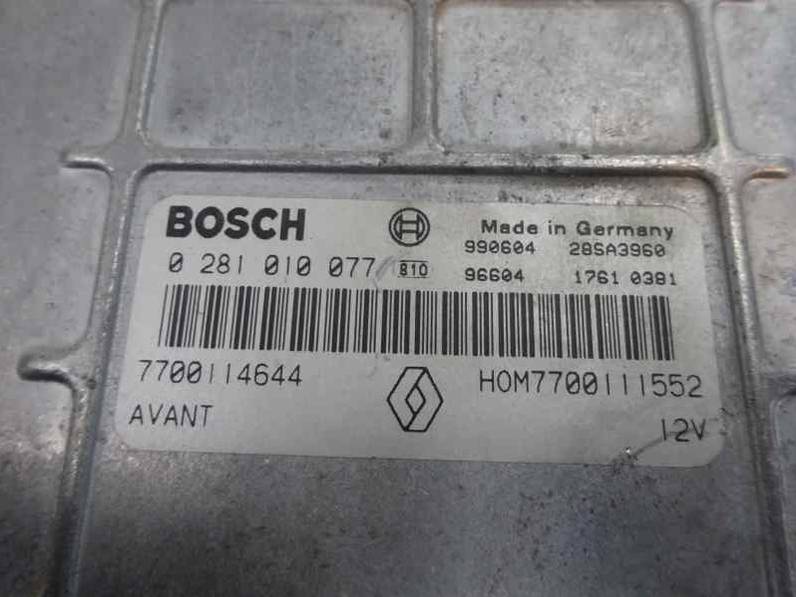 BOSCH Made in Germany
990604 28SA3960
0 281 010 077 810 96604 1761 0381
7700114644 HOM7700111552
AVANT 12V